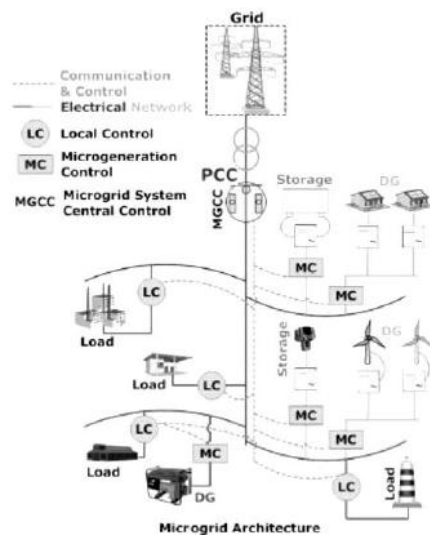 Grid
Communication
& Control
Electrical Network
LC Local Control
MC Microgeneration
Control
MGCC Microgrid System
Central Control
PCC
MGCC
Storage
DG
MC
MC
LC
Load
Storage
DG
Load
LC
MC
MC
LC
Load
MC
DG
LC
Load
Microgrid Architecture